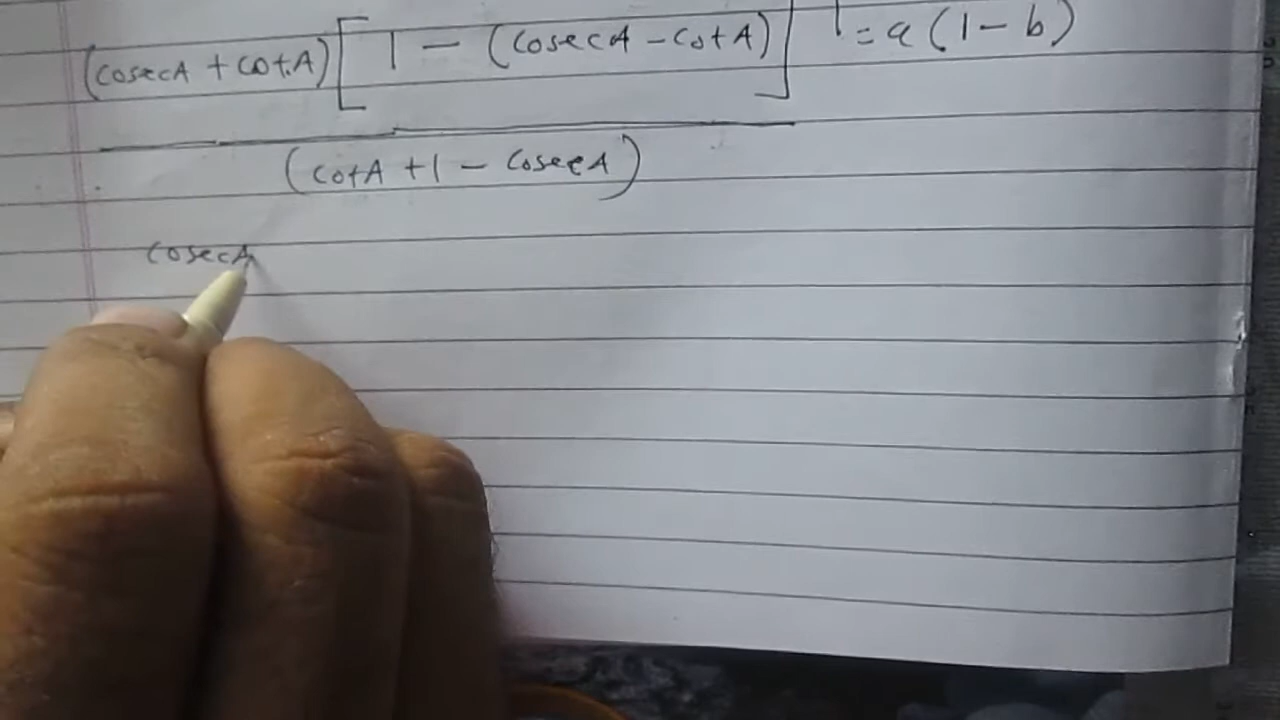 (cosecA + cotA) [ 1 - (cosecA - cotA) ] = a (1 - b)
(cotA + 1 - cosecA)
cosecA